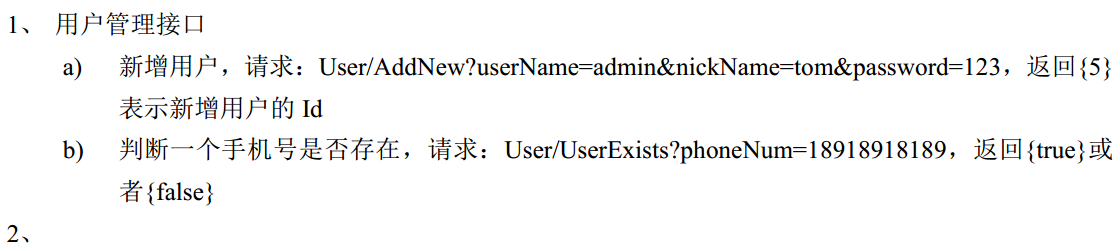 1、 用户管理接口
a) 新增用户，请求：User/AddNew?userName=admin&nickName=tom&password=123，返回{5}
表示新增用户的 Id
b) 判断一个手机号是否存在，请求：User/UserExists?phoneNum=18918918189，返回{true}或
者{false}
2、